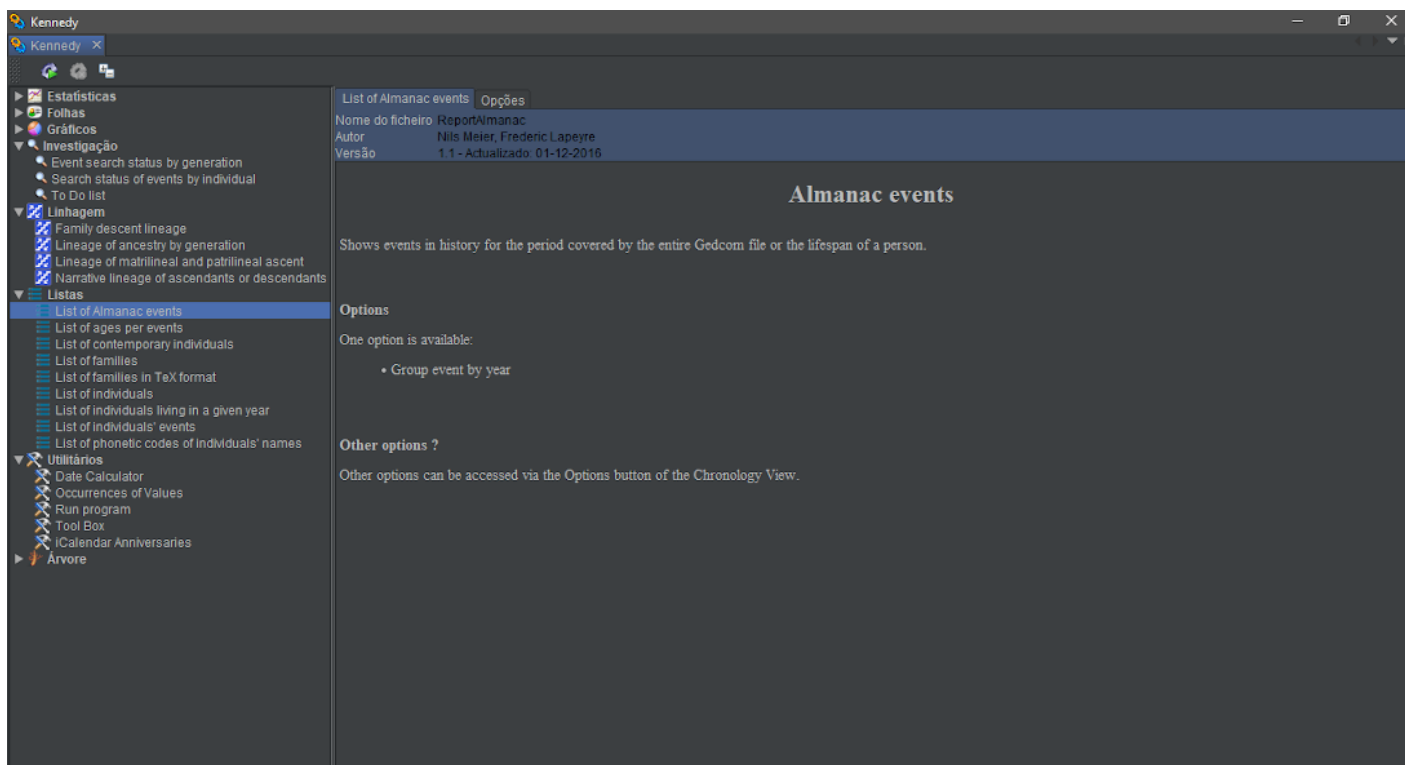 Kennedy
Kennedy
Estatísticas
Folhas
Gráficos
Investigação
Event search status by generation
Search status of events by individual
To Do list
Linhagem
Family descent lineage
Lineage of ancestry by generation
Lineage of matrilineal and patrilineal ascent
Narrative lineage of ascendants or descendants
Listas
List of Almanac events
List of ages per events
List of contemporary individuals
List of families
List of families in TeX format
List of individuals
List of individuals living in a given year
List of individuals' events
List of phonetic codes of individuals' names
Utilitários
Date Calculator
Occurrences of Values
Run program
Tool Box
iCalendar Anniversaries
Árvore
List of Almanac events Opções
Nome do ficheiro ReportAlmanac
Autor Nils Meier, Frederic Lapeyre
Versão 1.1 - Actualizado: 01-12-2016
Almanac events
Shows events in history for the period covered by the entire Gedcom file or the lifespan of a person.
Options
One option is available:
• Group event by year
Other options ?
Other options can be accessed via the Options button of the Chronology View.